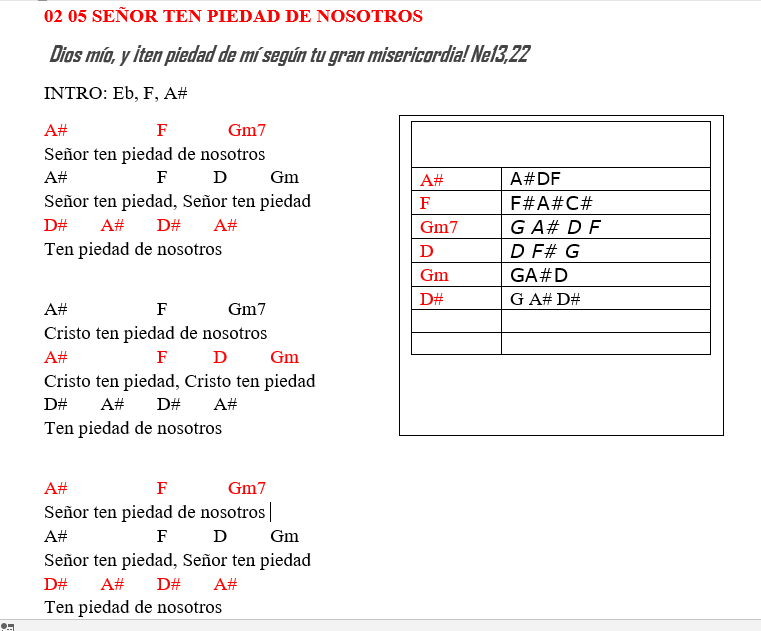 02 05 SEÑOR TEN PIEDAD DE NOSOTROS
Dios mío, y ¡ten piedad de mí según tu gran misericordia! Ne13,22
INTRO: Eb, F, A#
A# F Gm7
Señor ten piedad de nosotros
A# F D Gm
Señor ten piedad, Señor ten piedad
D# A# D# A#
Ten piedad de nosotros
A# F Gm7
Cristo ten piedad de nosotros
A# F D Gm
Cristo ten piedad, Cristo ten piedad
D# A# D# A#
Ten piedad de nosotros
A# F Gm7
Señor ten piedad de nosotros
A# F D Gm
Señor ten piedad, Señor ten piedad
D# A# D# A#
Ten piedad de nosotros
A# A#DF
F F#A#C#
Gm7 G A# D F
D D F# G
Gm GA#D
D# G A# D#